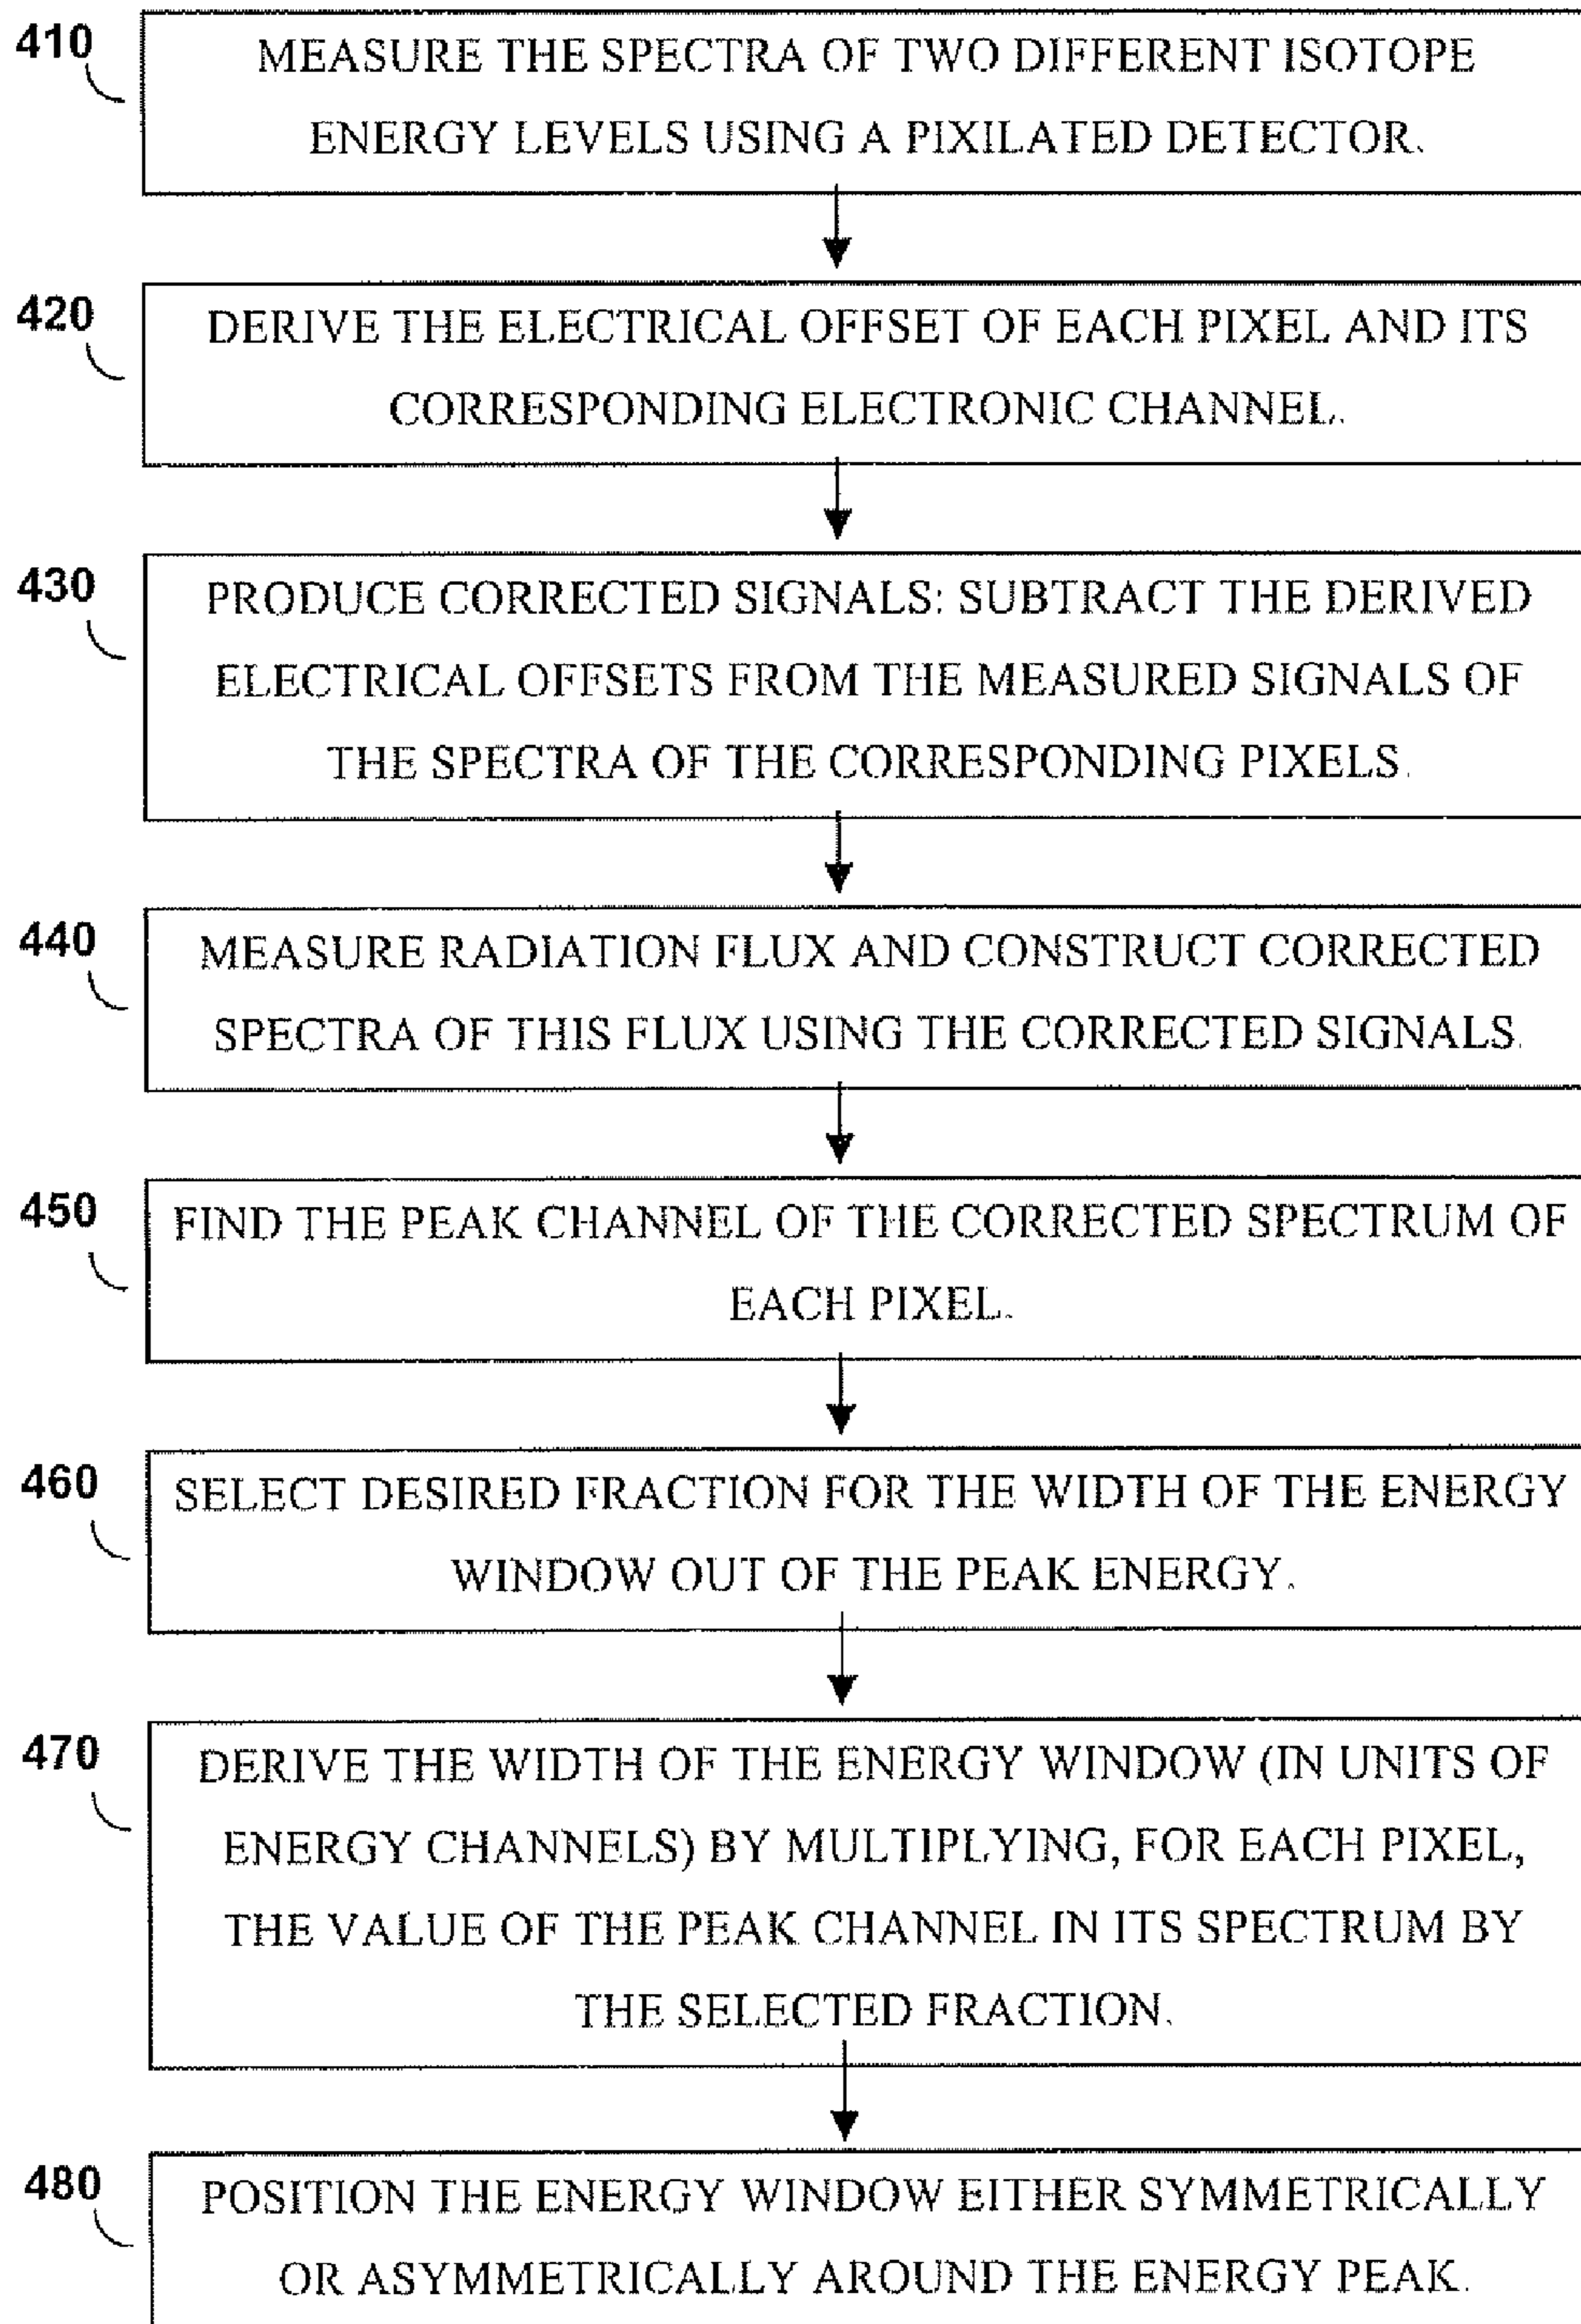 410
MEASURE THE SPECTRA OF TWO DIFFERENT ISOTOPE
ENERGY LEVELS USING A PIXILATED DETECTOR.
420
DERIVE THE ELECTRICAL OFFSET OF EACH PIXEL AND ITS
CORRESPONDING ELECTRONIC CHANNEL.
430
PRODUCE CORRECTED SIGNALS: SUBTRACT THE DERIVED
ELECTRICAL OFFSETS FROM THE MEASURED SIGNALS OF
THE SPECTRA OF THE CORRESPONDING PIXELS.
440
MEASURE RADIATION FLUX AND CONSTRUCT CORRECTED
SPECTRA OF THIS FLUX USING THE CORRECTED SIGNALS.
450
FIND THE PEAK CHANNEL OF THE CORRECTED SPECTRUM OF
EACH PIXEL.
460
SELECT DESIRED FRACTION FOR THE WIDTH OF THE ENERGY
WINDOW OUT OF THE PEAK ENERGY.
470
DERIVE THE WIDTH OF THE ENERGY WINDOW (IN UNITS OF
ENERGY CHANNELS) BY MULTIPLYING, FOR EACH PIXEL,
THE VALUE OF THE PEAK CHANNEL IN ITS SPECTRUM BY
THE SELECTED FRACTION.
480
POSITION THE ENERGY WINDOW EITHER SYMMETRICALLY
OR ASYMMETRICALLY AROUND THE ENERGY PEAK.